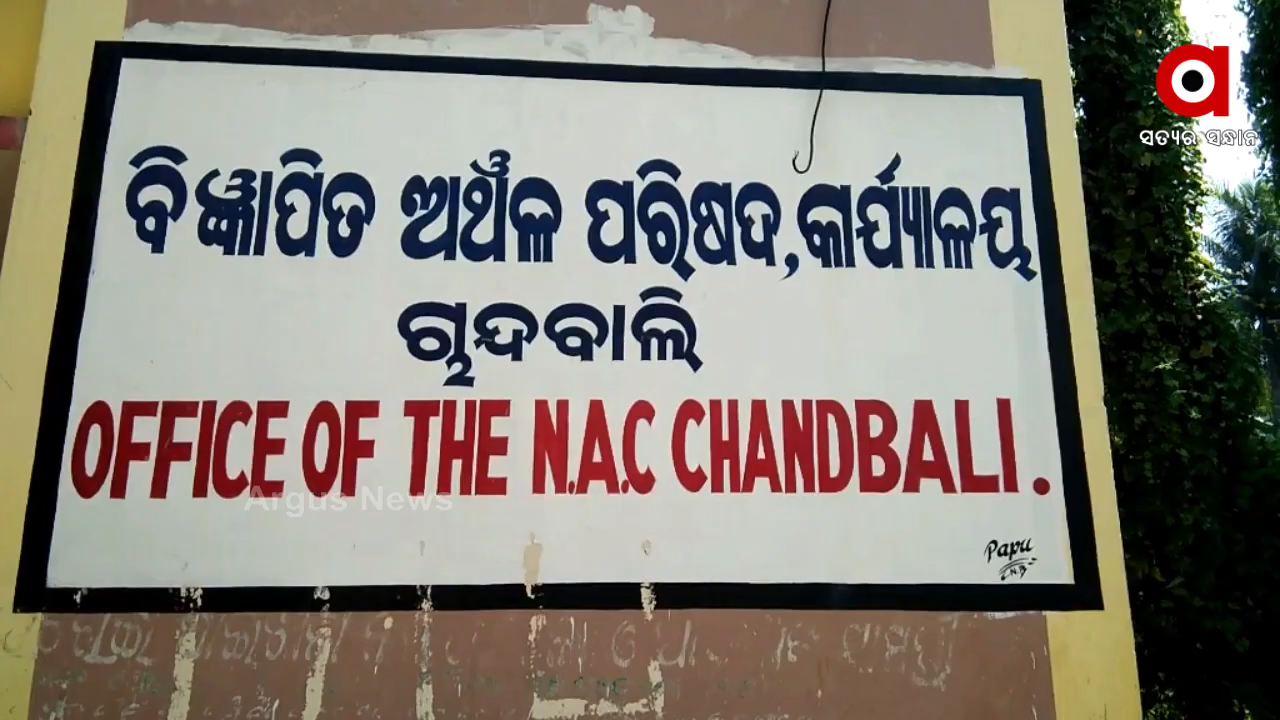 ସତ୍ୟର ସନ୍ଧାନ
ବିଜ୍ଞାପିତ ଅଞ୍ଚଳ ପରିଷଦ,କାର୍ଯ୍ୟାଳୟ
ଚାନ୍ଦବାଲି
OFFICE OF THE N.A.C CHANDBALI.
Argus News
Papu